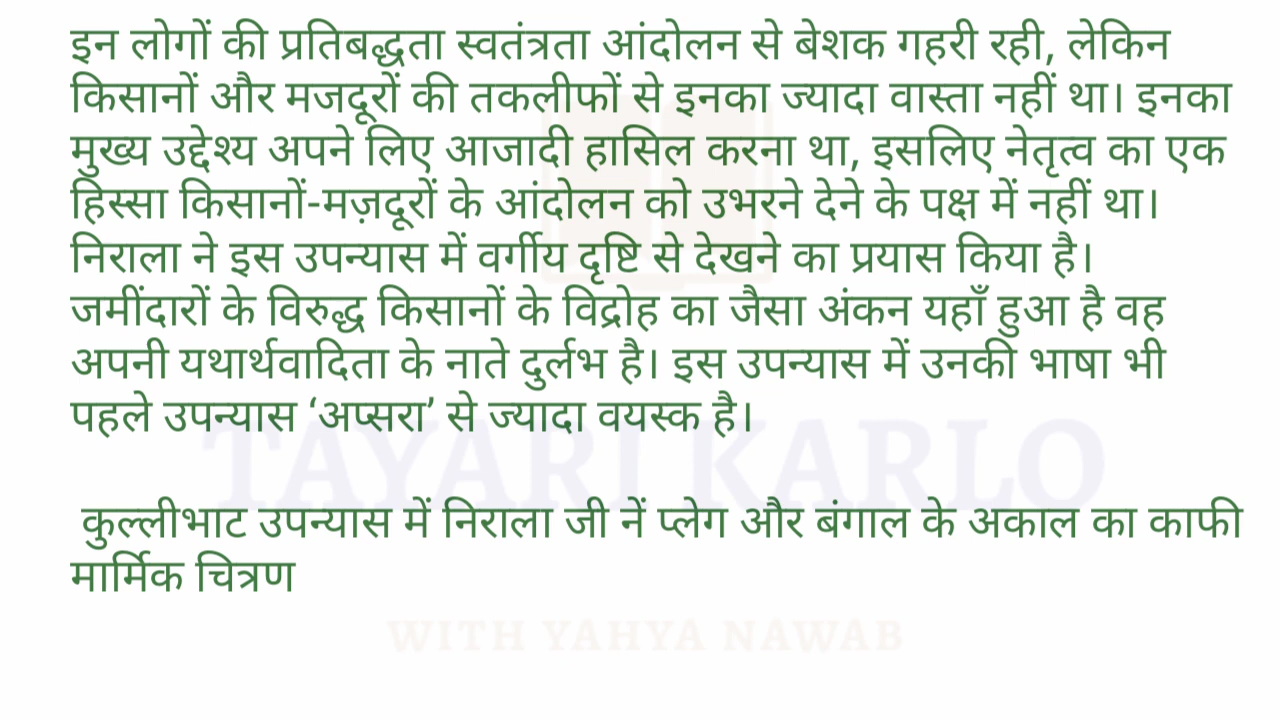 इन लोगों की प्रतिबद्धता स्वतंत्रता आंदोलन से बेशक गहरी रही, लेकिन
किसानों और मजदूरों की तकलीफों से इनका ज्यादा वास्ता नहीं था। इनका
मुख्य उद्देश्य अपने लिए आजादी हासिल करना था, इसलिए नेतृत्व का एक
हिस्सा किसानों-मज़दूरों के आंदोलन को उभरने देने के पक्ष में नहीं था।
निराला ने इस उपन्यास में वर्गीय दृष्टि से देखने का प्रयास किया है।
जमींदारों के विरुद्ध किसानों के विद्रोह का जैसा अंकन यहाँ हुआ है वह
अपनी यथार्थवादिता के नाते दुर्लभ है। इस उपन्यास में उनकी भाषा भी
पहले उपन्यास ‘अप्सरा’ से ज्यादा वयस्क है।
TAYARI KARLO
कुल्लीभाट उपन्यास में निराला जी नें प्लेग और बंगाल के अकाल का काफी
मार्मिक चित्रण
WITH YAHYA NAWAB